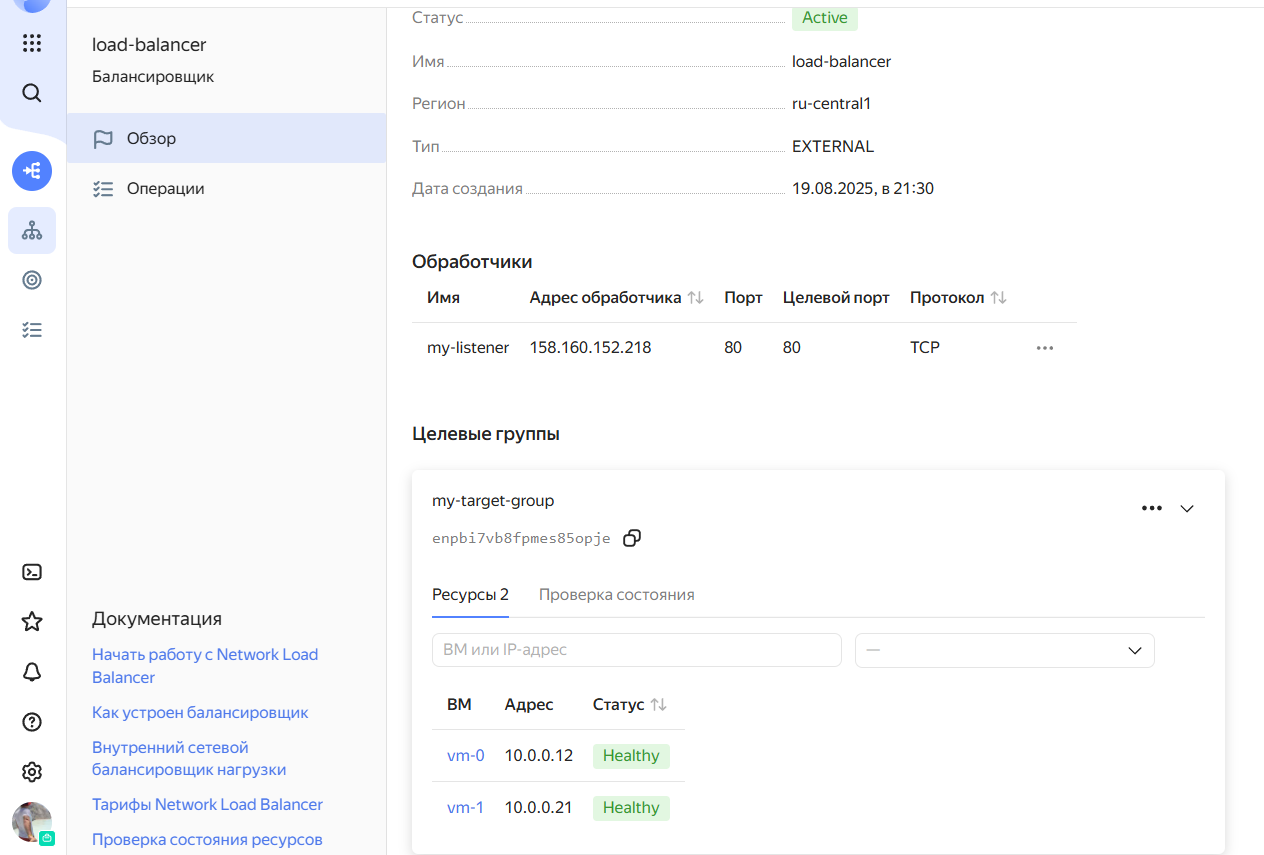 load-balancer
Балансировщик
Обзор
Операции
Документация
Начать работу с Network Load
Balancer
Как устроен балансировщик
Внутренний сетевой
балансировщик нагрузки
Тарифы Network Load Balancer
Проверка состояния ресурсов
Статус Active
Имя load-balancer
Регион ru-central1
Тип EXTERNAL
Дата создания 19.08.2025, в 21:30
Обработчики
Имя Адрес обработчика Порт Целевой порт Протокол
my-listener 158.160.152.218 80 80 TCP
Целевые группы
my-target-group
enpbi7vb8fpmes85opje
Ресурсы 2 Проверка состояния
ВМ или IP-адрес —
ВМ Адрес Статус
vm-0 10.0.0.12 Healthy
vm-1 10.0.0.21 Healthy